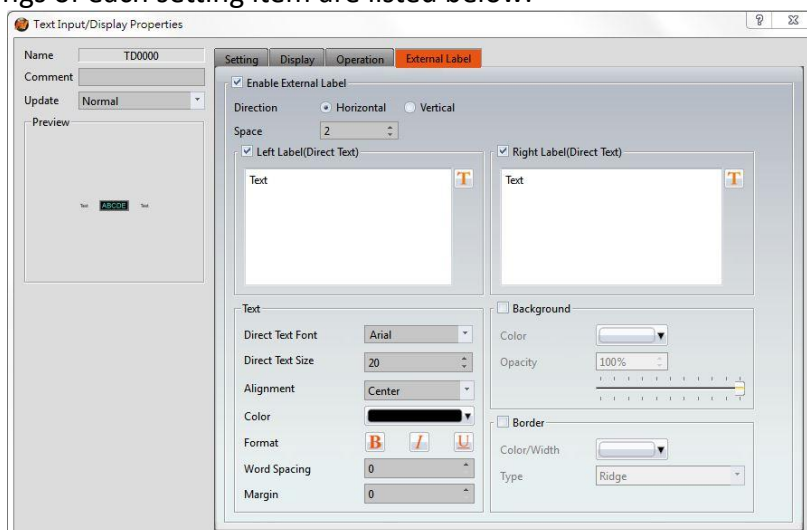 ngs of each setting item are listed below.
Text Input/Display Properties
Name TD0000
Comment
Update Normal
Preview
Text ABCDE Text
Setting Display Operation External Label
Enable External Label
Direction Horizontal Vertical
Space 2
Left Label(Direct Text) Right Label(Direct Text)
Text T Text T
Text
Direct Text Font Arial
Direct Text Size 20
Alignment Center
Color
Format B I U
Word Spacing 0
Margin 0
Background
Color
Opacity 100%
Border
Color/Width
Type Ridge